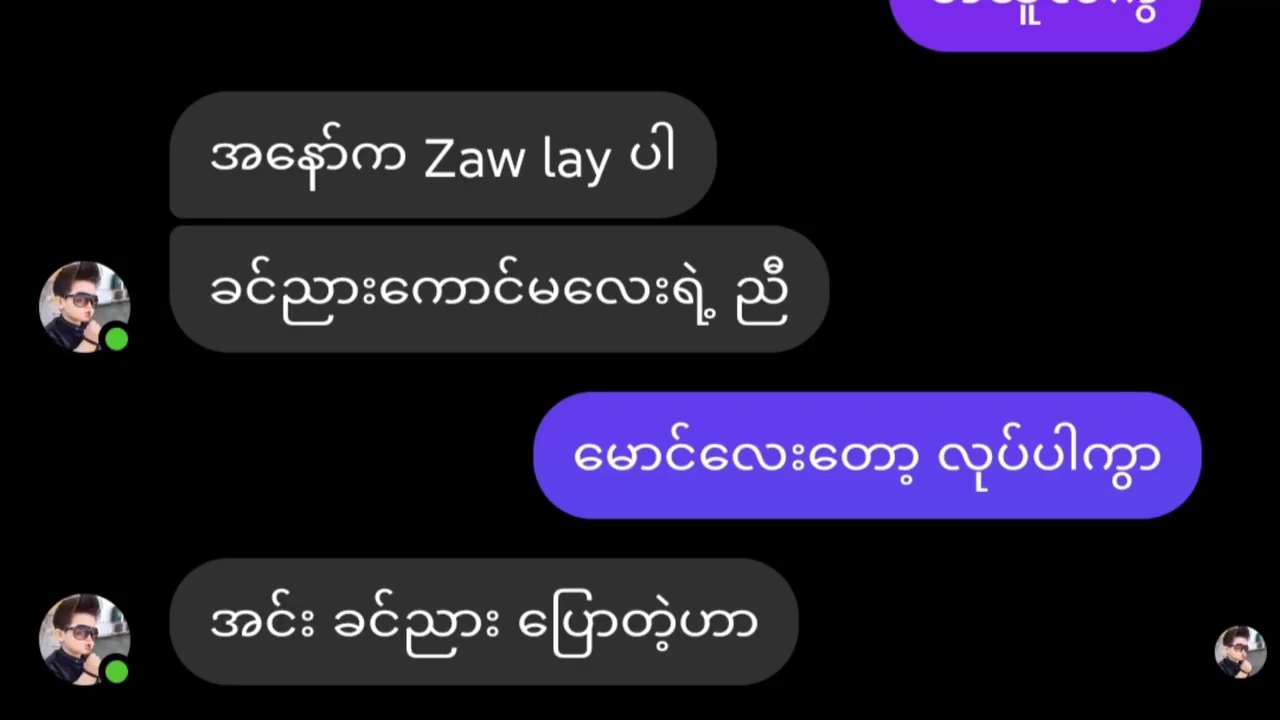 အနော်က Zaw lay ပါ
ခင်ညားကောင်မလေးရဲ့ ညီ
မောင်လေးတော့ လုပ်ပါကွာ
အင်း ခင်ညား ပြောတဲ့ဟာ